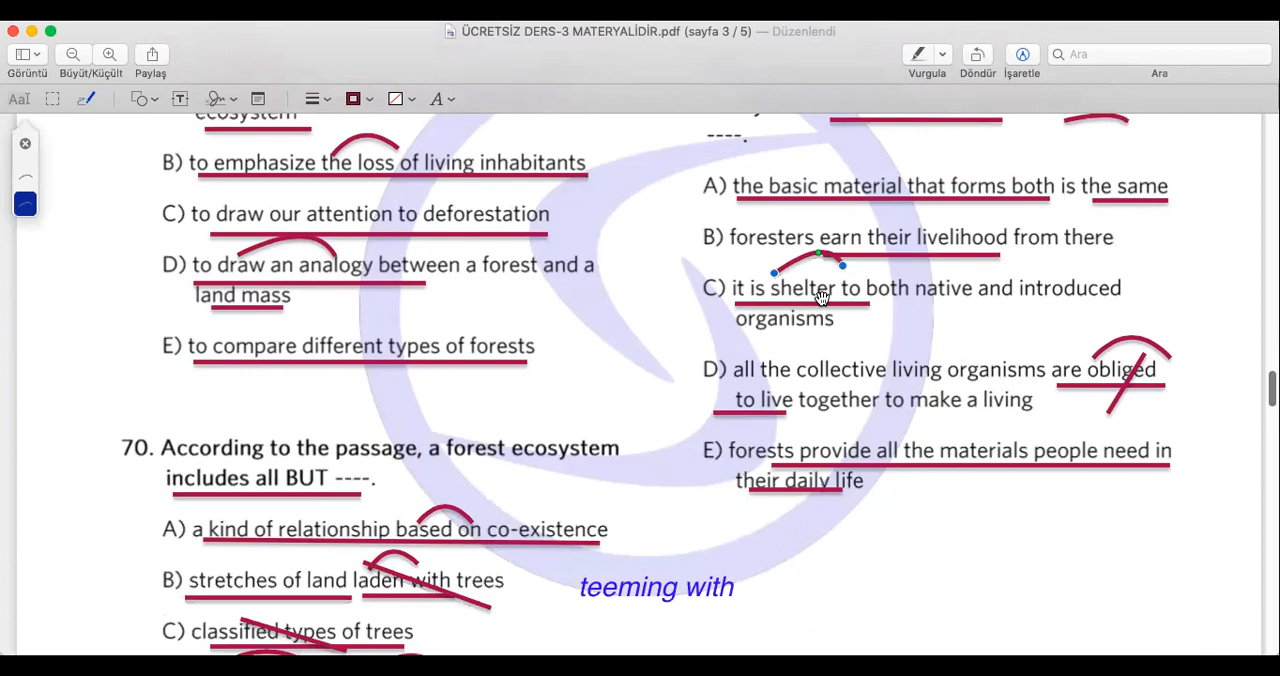 ÜCRETSİZ DERS-3 MATERYALİDİR.pdf (sayfa 3 / 5) — Düzenlendi
Ara
Görüntü Büyüt/Küçült Paylaş Vurgula Döndür İşaretle Ara
AaI T A
ecosystem
B) to emphasize the loss of living inhabitants
C) to draw our attention to deforestation
D) to draw an analogy between a forest and a
land mass
E) to compare different types of forests
70. According to the passage, a forest ecosystem
includes all BUT ----.
A) a kind of relationship based on co-existence
B) stretches of land laden with trees
C) classified types of trees
teeming with
----.
A) the basic material that forms both is the same
B) foresters earn their livelihood from there
C) it is shelter to both native and introduced
organisms
D) all the collective living organisms are obliged
to live together to make a living
E) forests provide all the materials people need in
their daily life